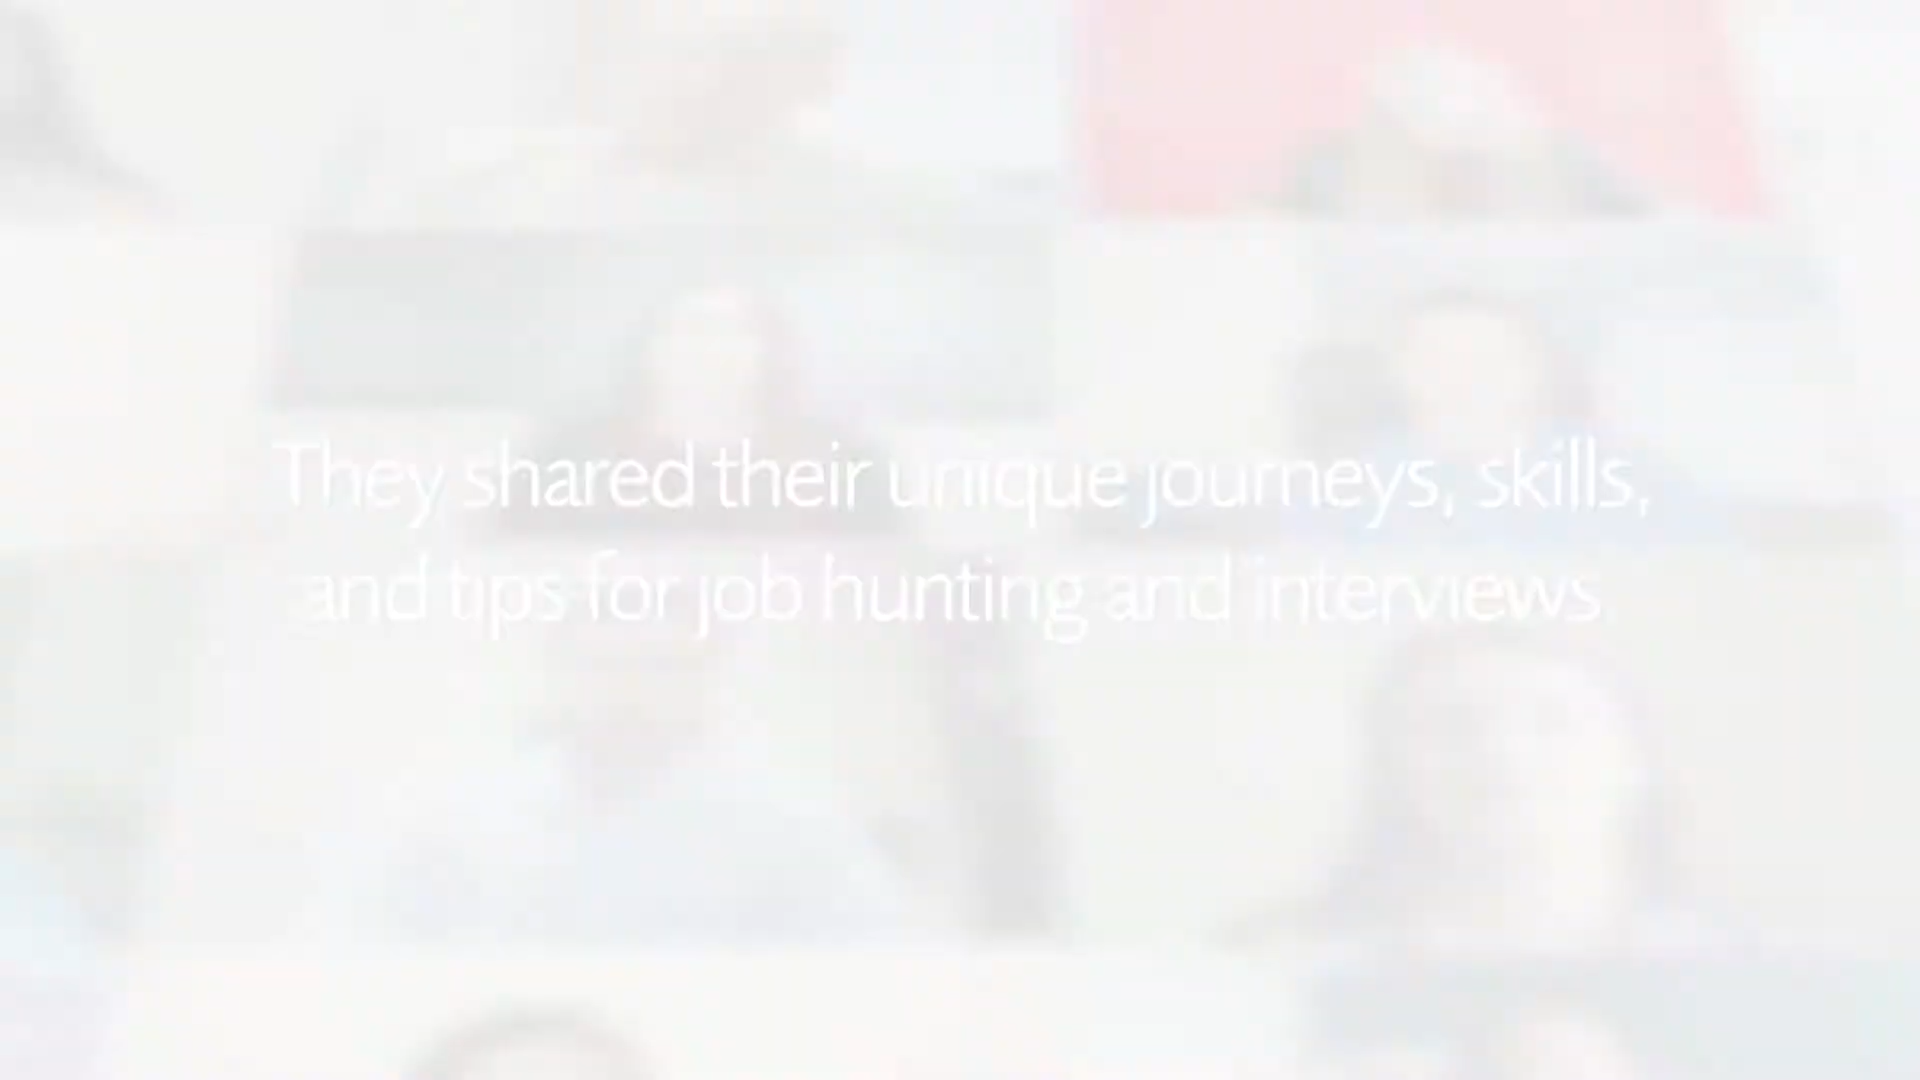 They shared their unique journeys, skills,
and tips for job hunting and interviews